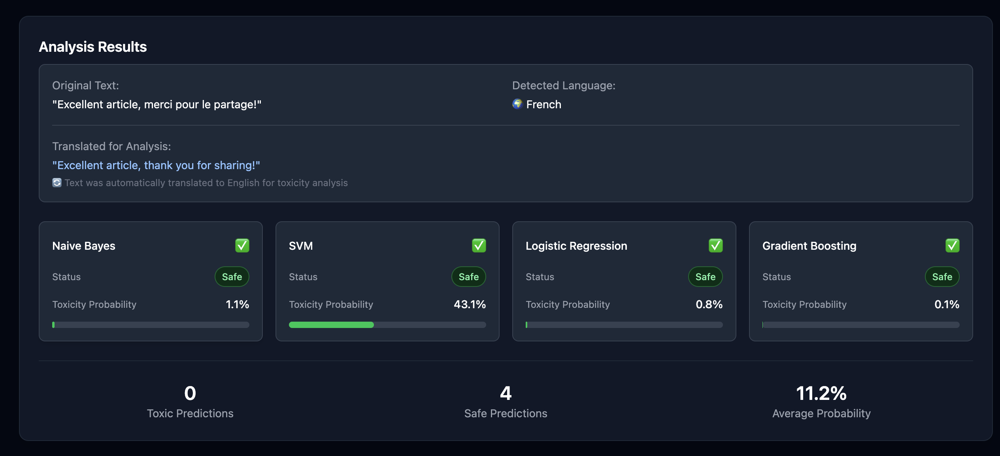 Analysis Results
Original Text:
"Excellent article, merci pour le partage!"
Detected Language:
🌍 French
Translated for Analysis:
"Excellent article, thank you for sharing!"
🔄 Text was automatically translated to English for toxicity analysis
Naive Bayes ✅
Status Safe
Toxicity Probability 1.1%
SVM ✅
Status Safe
Toxicity Probability 43.1%
Logistic Regression ✅
Status Safe
Toxicity Probability 0.8%
Gradient Boosting ✅
Status Safe
Toxicity Probability 0.1%
0
Toxic Predictions
4
Safe Predictions
11.2%
Average Probability